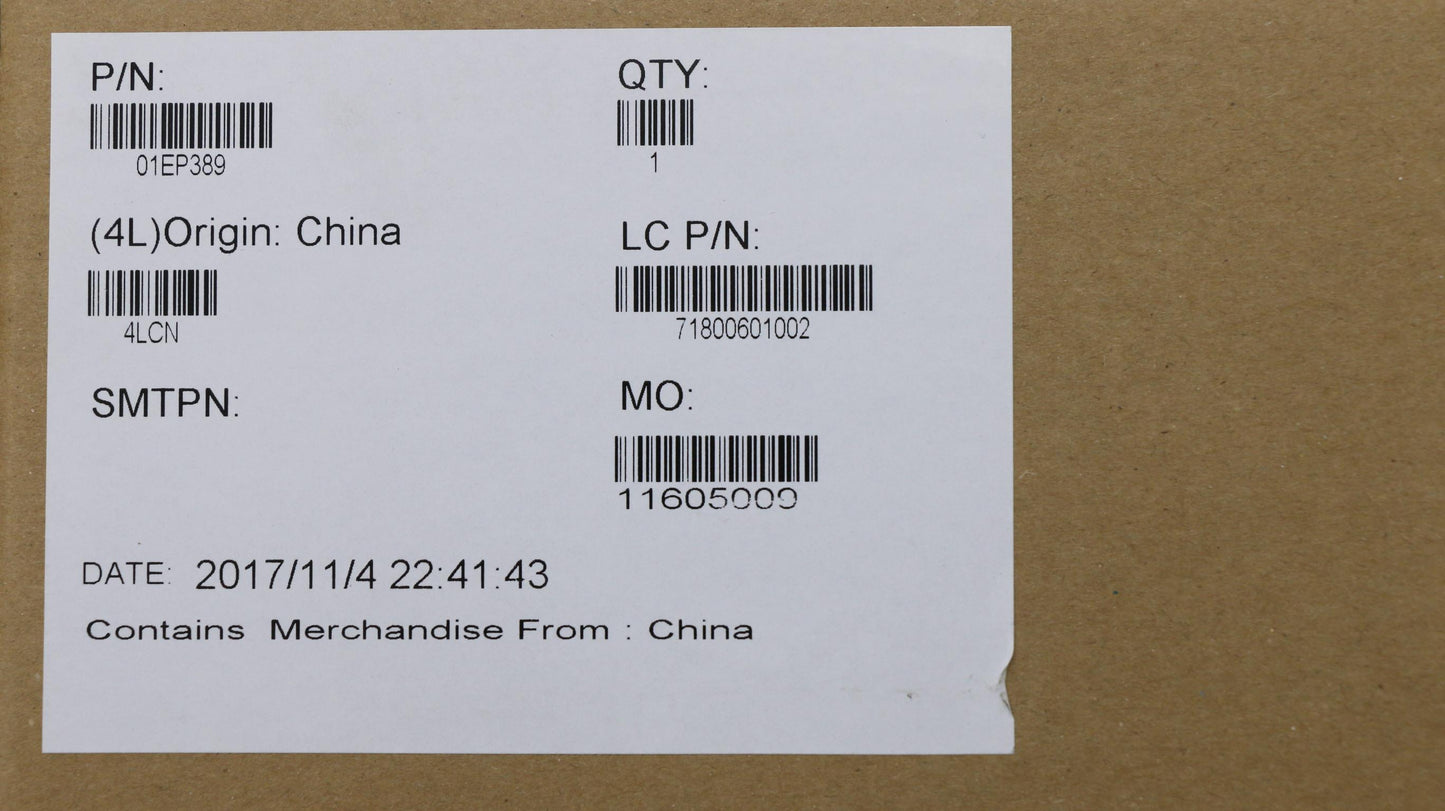 P/N: QTY:
01EP389 1
(4L)Origin: China LC P/N:
4LCN 71800601002
SMTPN: MO:
11605009
DATE: 2017/11/4 22:41:43
Contains Merchandise From : China